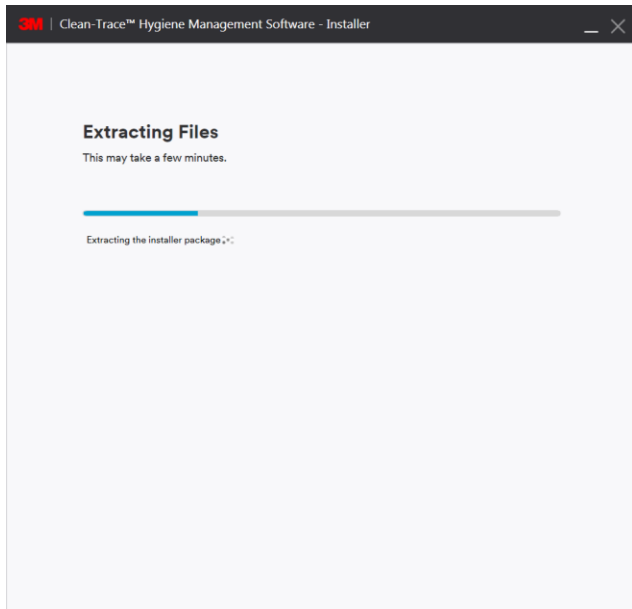 3M | Clean-Trace™ Hygiene Management Software - Installer
Extracting Files
This may take a few minutes.
Extracting the installer package